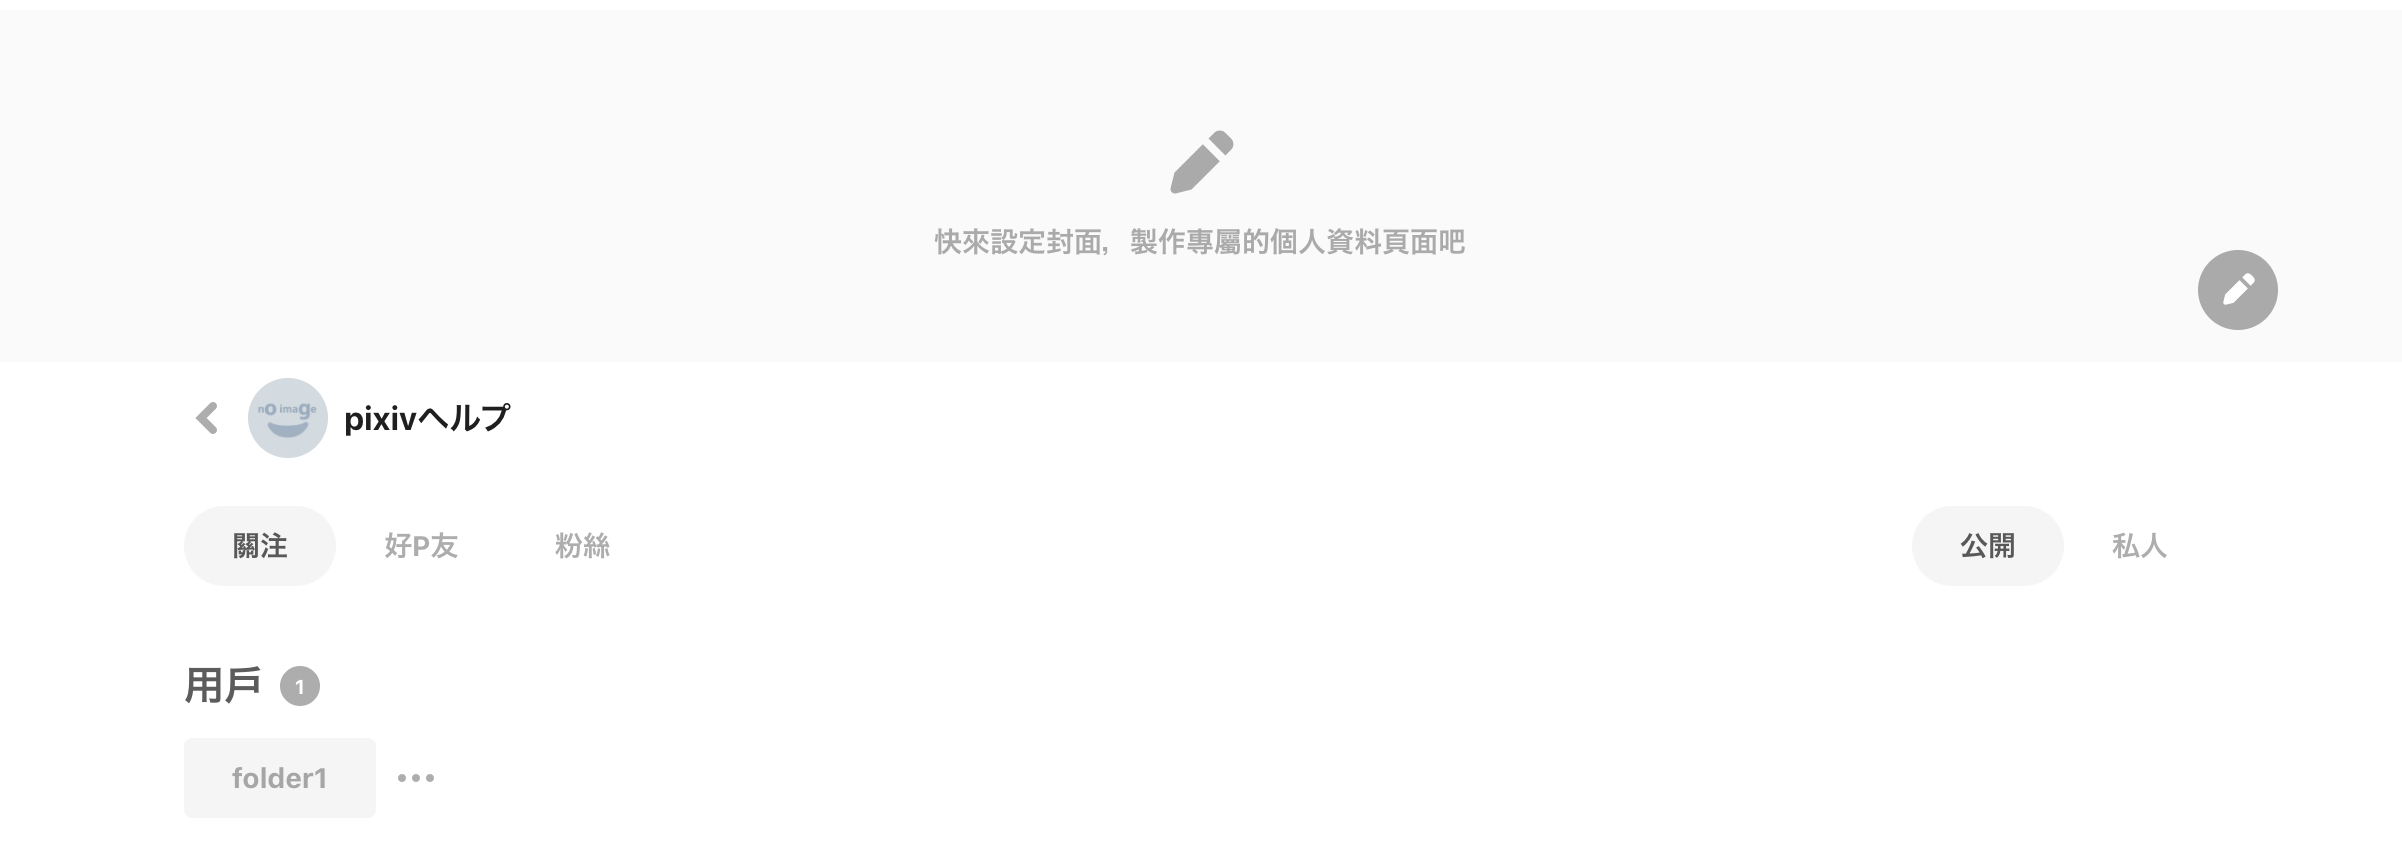 快來設定封面，製作專屬的個人資料頁面吧
no image
pixivヘルプ
關注 好P友 粉絲 公開 私人
用戶 1
folder1